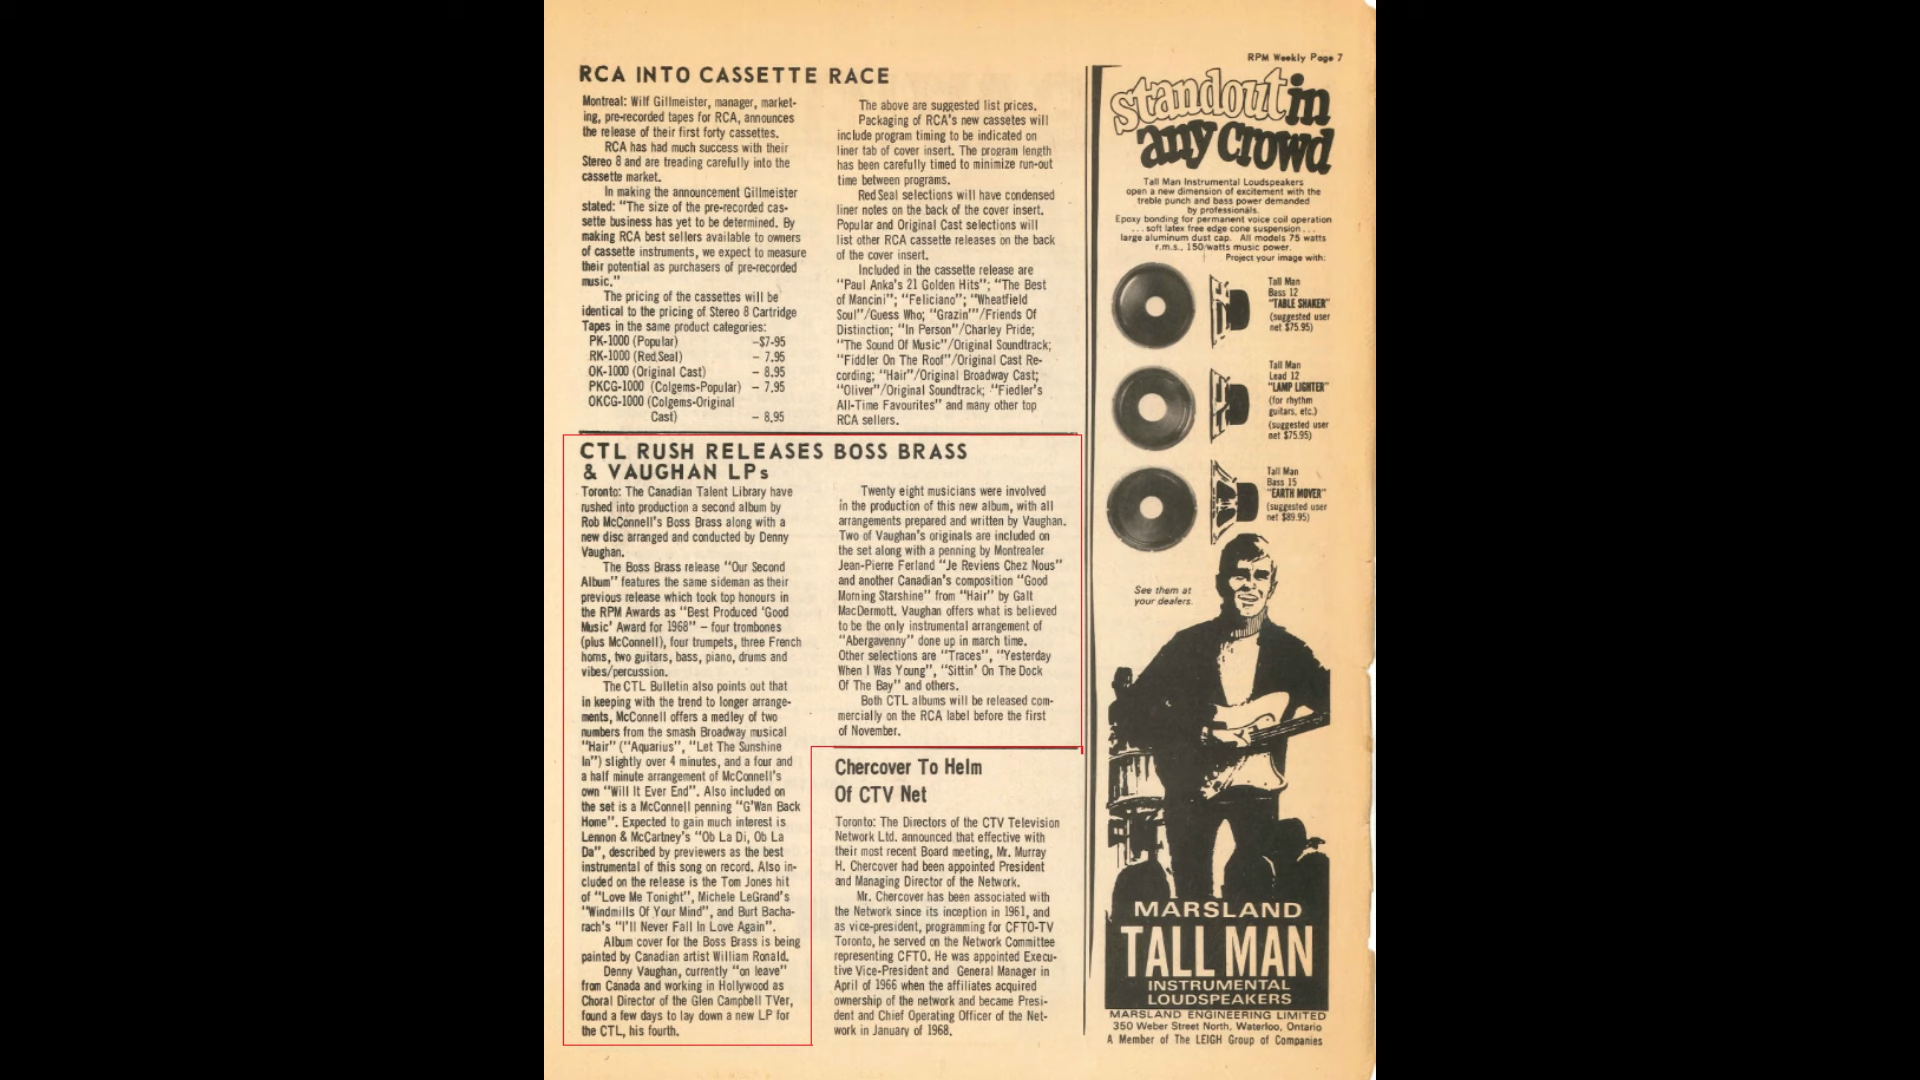 RPM Weekly Page 7
RCA INTO CASSETTE RACE
Montreal: Wilf Gillmeister, manager, market-
ing, pre-recorded tapes for RCA, announces
the release of their first forty cassettes.
RCA has had much success with their
Stereo 8 and are treading carefully into the
cassette market.
In making the announcement Gillmeister
stated: "The size of the pre-recorded cas-
sette business has yet to be determined. By
making RCA best sellers available to owners
of cassette instruments, we expect to measure
their potential as purchasers of pre-recorded
music."
The pricing of the cassettes will be
identical to the pricing of Stereo 8 Cartridge
Tapes in the same product categories:
PK-1000 (Popular) –$7-95
RK-1000 (Red Seal) – 7.95
OK-1000 (Original Cast) – 8.95
PKCG-1000 (Colgems-Popular) – 7.95
OKCG-1000 (Colgems-Original
Cast) – 8.95
The above are suggested list prices.
Packaging of RCA's new cassetes will
include program timing to be indicated on
liner tab of cover insert. The program length
has been carefully timed to minimize run-out
time between programs.
Red Seal selections will have condensed
liner notes on the back of the cover insert.
Popular and Original Cast selections will
list other RCA cassette releases on the back
of the cover insert.
Included in the cassette release are
"Paul Anka's 21 Golden Hits"; "The Best
of Mancini"; "Feliciano"; "Wheatfield
Soul"/Guess Who; "Grazin'"/Friends Of
Distinction; "In Person"/Charley Pride;
"The Sound Of Music"/Original Soundtrack;
"Fiddler On The Roof"/Original Cast Re-
cording; "Hair"/Original Broadway Cast;
"Oliver"/Original Soundtrack; "Fiedler's
All-Time Favourites" and many other top
RCA sellers.
CTL RUSH RELEASES BOSS BRASS
& VAUGHAN LPs
Toronto: The Canadian Talent Library have
rushed into production a second album by
Rob McConnell's Boss Brass along with a
new disc arranged and conducted by Denny
Vaughan.
The Boss Brass release "Our Second
Album" features the same sideman as their
previous release which took top honours in
the RPM Awards as "Best Produced 'Good
Music' Award for 1968" – four trombones
(plus McConnell), four trumpets, three French
horns, two guitars, bass, piano, drums and
vibes/percussion.
The CTL Bulletin also points out that
in keeping with the trend to longer arrange-
ments, McConnell offers a medley of two
numbers from the smash Broadway musical
"Hair" ("Aquarius", "Let The Sunshine
In") slightly over 4 minutes, and a four and
a half minute arrangement of McConnell's
own "Will It Ever End". Also included on
the set is a McConnell penning "G'Wan Back
Home". Expected to gain much interest is
Lennon & McCartney's "Ob La Di, Ob La
Da", described by previewers as the best
instrumental of this song on record. Also in-
cluded on the release is the Tom Jones hit
of "Love Me Tonight", Michele LeGrand's
"Windmills Of Your Mind", and Burt Bacha-
rach's "I'll Never Fall In Love Again".
Album cover for the Boss Brass is being
painted by Canadian artist William Ronald.
Denny Vaughan, currently "on leave"
from Canada and working in Hollywood as
Choral Director of the Glen Campbell TVer,
found a few days to lay down a new LP for
the CTL, his fourth.
Twenty eight musicians were involved
in the production of this new album, with all
arrangements prepared and written by Vaughan.
Two of Vaughan's originals are included on
the set along with a penning by Montrealer
Jean-Pierre Ferland "Je Reviens Chez Nous"
and another Canadian's composition "Good
Morning Starshine" from "Hair" by Galt
MacDermott. Vaughan offers what is believed
to be the only instrumental arrangement of
"Abergavenny" done up in march time.
Other selections are "Traces", "Yesterday
When I Was Young", "Sittin' On The Dock
Of The Bay" and others.
Both CTL albums will be released com-
mercially on the RCA label before the first
of November.
Chercover To Helm
Of CTV Net
Toronto: The Directors of the CTV Television
Network Ltd. announced that effective with
their most recent Board meeting, Mr. Murray
H. Chercover had been appointed President
and Managing Director of the Network.
Mr. Chercover has been associated with
the Network since its inception in 1961, and
as vice-president, programming for CFTO-TV
Toronto, he served on the Network Committee
representing CFTO. He was appointed Execu-
tive Vice-President and General Manager in
April of 1966 when the affiliates acquired
ownership of the network and became Presi-
dent and Chief Operating Officer of the Net-
work in January of 1968.
standout in
any crowd
Tall Man Instrumental Loudspeakers
open a new dimension of excitement with the
treble punch and bass power demanded
by professionals.
Epoxy bonding for permanent voice coil operation
... soft latex free edge cone suspension ...
large aluminum dust cap. All models 75 watts
r.m.s., 150 watts music power.
Project your image with:
Tall Man
Bass 12
"TABLE SHAKER"
(suggested user
net $75.95)
Tall Man
Lead 12
"LAMP LIGHTER"
(for rhythm
guitars, etc.)
(suggested user
net $75.95)
Tall Man
Bass 15
"EARTH MOVER"
(suggested user
net $89.95)
See them at
your dealers.
MARSLAND
TALL MAN
INSTRUMENTAL
LOUDSPEAKERS
MARSLAND ENGINEERING LIMITED
350 Weber Street North, Waterloo, Ontario
A Member of The LEIGH Group of Companies